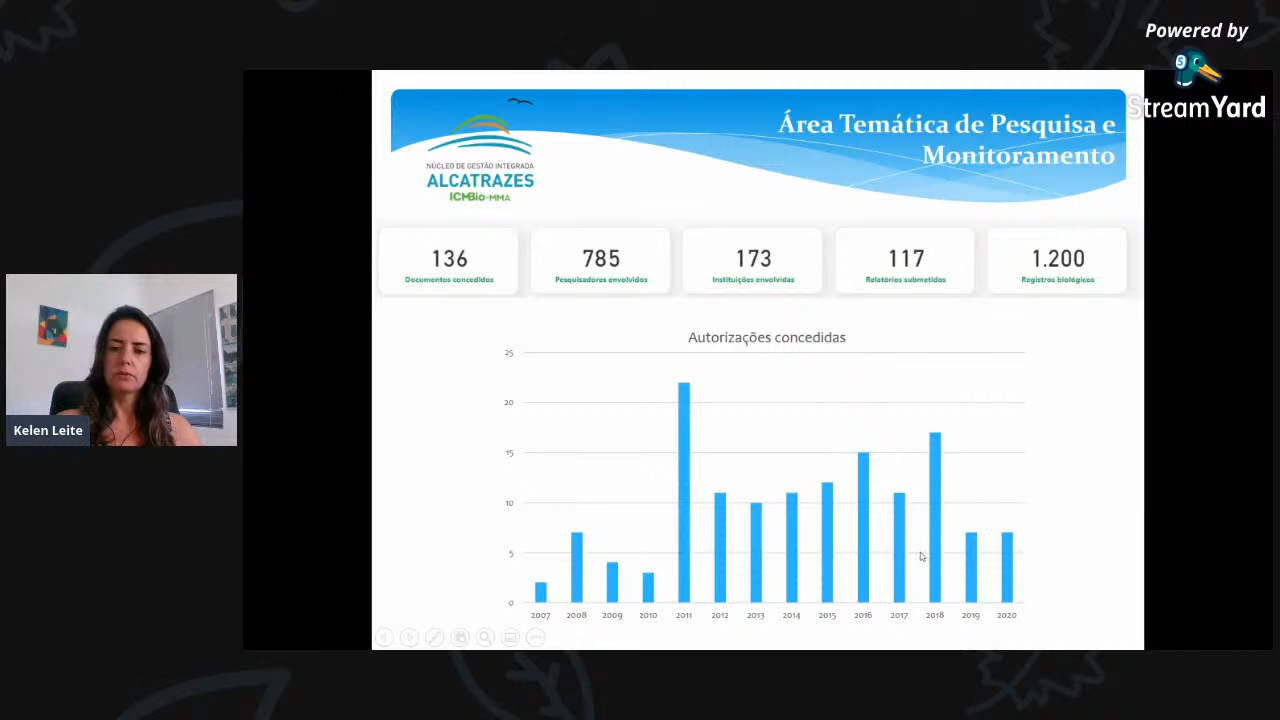 Powered by
StreamYard
Área Temática de Pesquisa e
Monitoramento
NÚCLEO DE GESTÃO INTEGRADA
ALCATRAZES
ICMBio-MMA
136
Documentos concedidos
785
Pesquisadores envolvidos
173
Instituições envolvidas
117
Relatórios submetidos
1.200
Registros biológicos
Autorizações concedidas
25
20
15
10
5
0
2007 2008 2009 2010 2011 2012 2013 2014 2015 2016 2017 2018 2019 2020
Kelen Leite